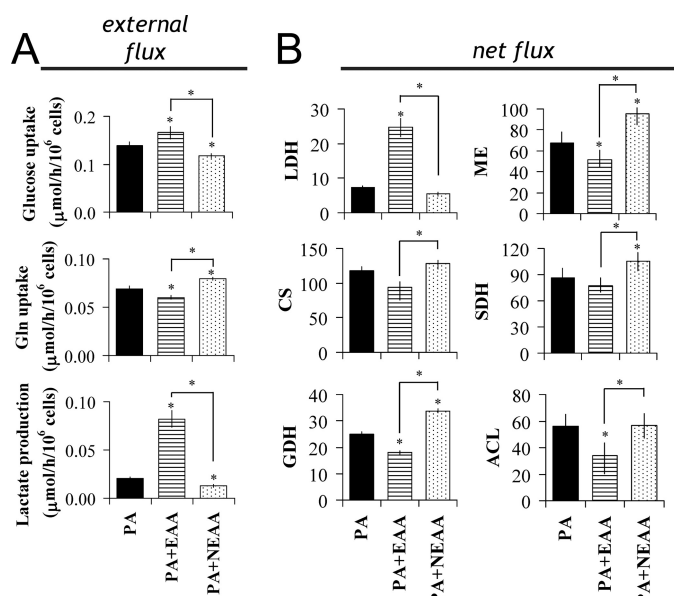 A
external
flux
B
net flux
Glucose uptake
(μmol/h/10⁶ cells)
0.2
0.1
0.0
*
*
*
Gln uptake
(μmol/h/10⁶ cells)
0.10
0.05
0.00
*
*
*
Lactate production
(μmol/h/10⁶ cells)
0.10
0.05
0.00
*
*
*
PA
PA+EAA
PA+NEAA
LDH
30
20
10
0
*
*
CS
150
100
50
0
*
GDH
40
30
20
10
0
*
*
*
PA
PA+EAA
PA+NEAA
ME
100
80
60
40
20
0
*
*
*
SDH
120
90
60
30
0
*
*
ACL
80
60
40
20
0
*
*
PA
PA+EAA
PA+NEAA